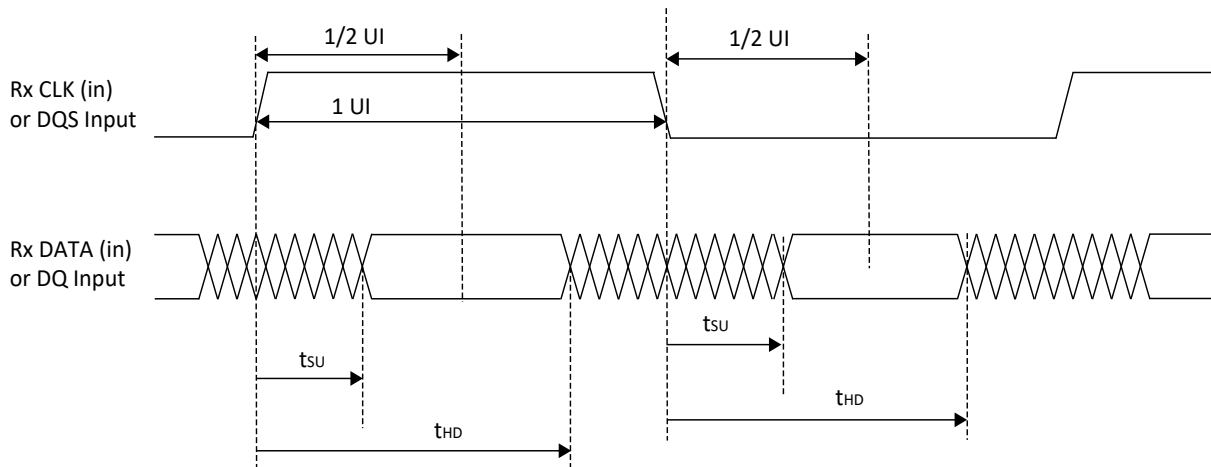 1/2 UI
1/2 UI
Rx CLK (in)
or DQS Input
1 UI
Rx DATA (in)
or DQ Input
tSU
tSU
tHD
tHD